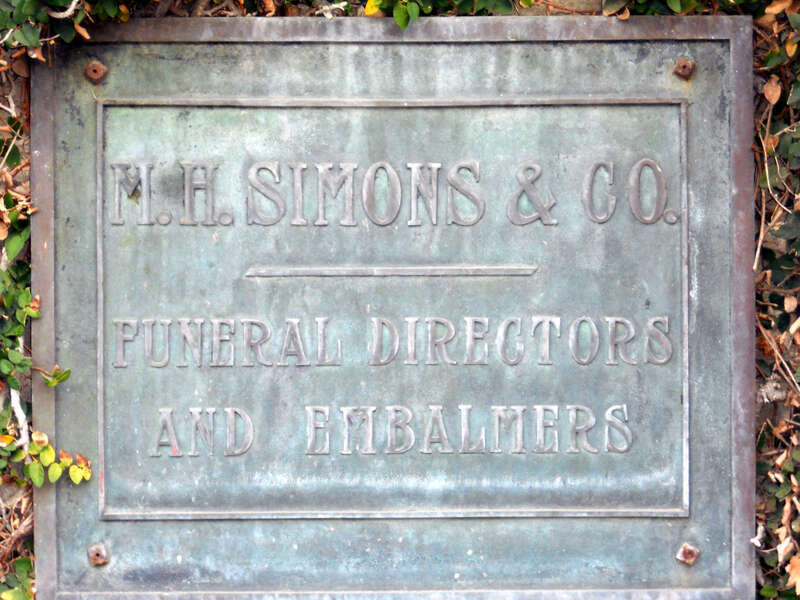 M.H. SIMONS & CO.
FUNERAL DIRECTORS
AND EMBALMERS